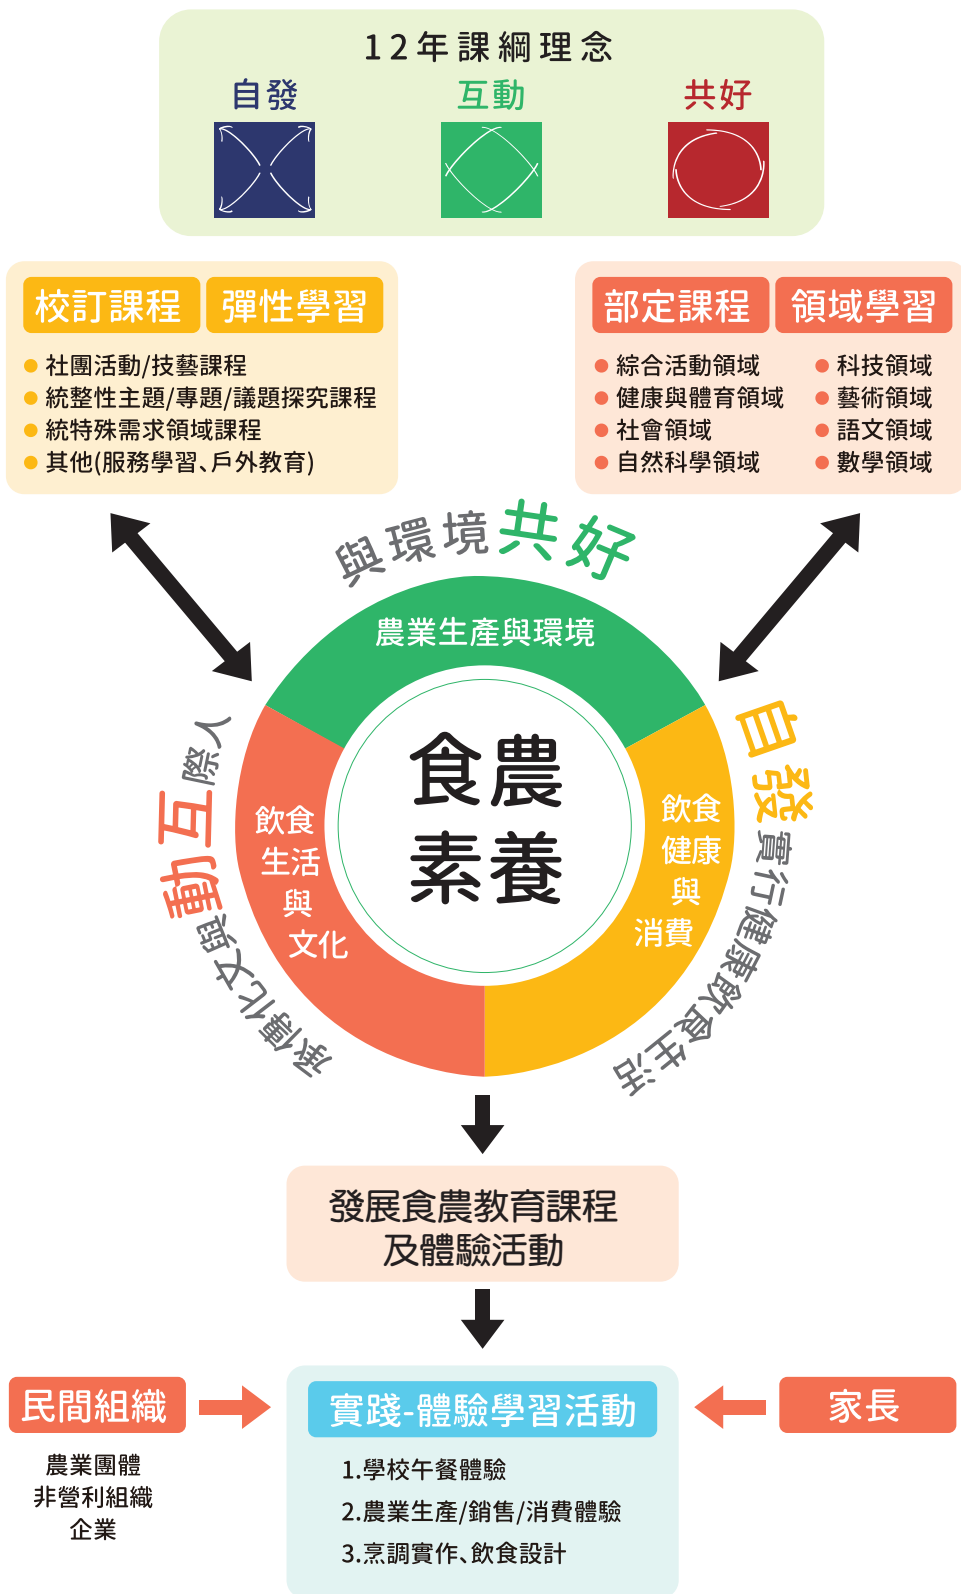 12年課綱理念
自發
互動
共好
校訂課程
彈性學習
社團活動/技藝課程
統整性主題/專題/議題探究課程
統特殊需求領域課程
其他(服務學習、戶外教育)
部定課程
領域學習
綜合活動領域
健康與體育領域
社會領域
自然科學領域
科技領域
藝術領域
語文領域
數學領域
與環境共好
農業生產與環境
食農
素養
飲食
生活
與
文化
飲食
健康
與
消費
人際互動
與文化傳承
自發
實行健康飲食生活
發展食農教育課程
及體驗活動
民間組織
農業團體
非營利組織
企業
實踐-體驗學習活動
1.學校午餐體驗
2.農業生產/銷售/消費體驗
3.烹調實作、飲食設計
家長